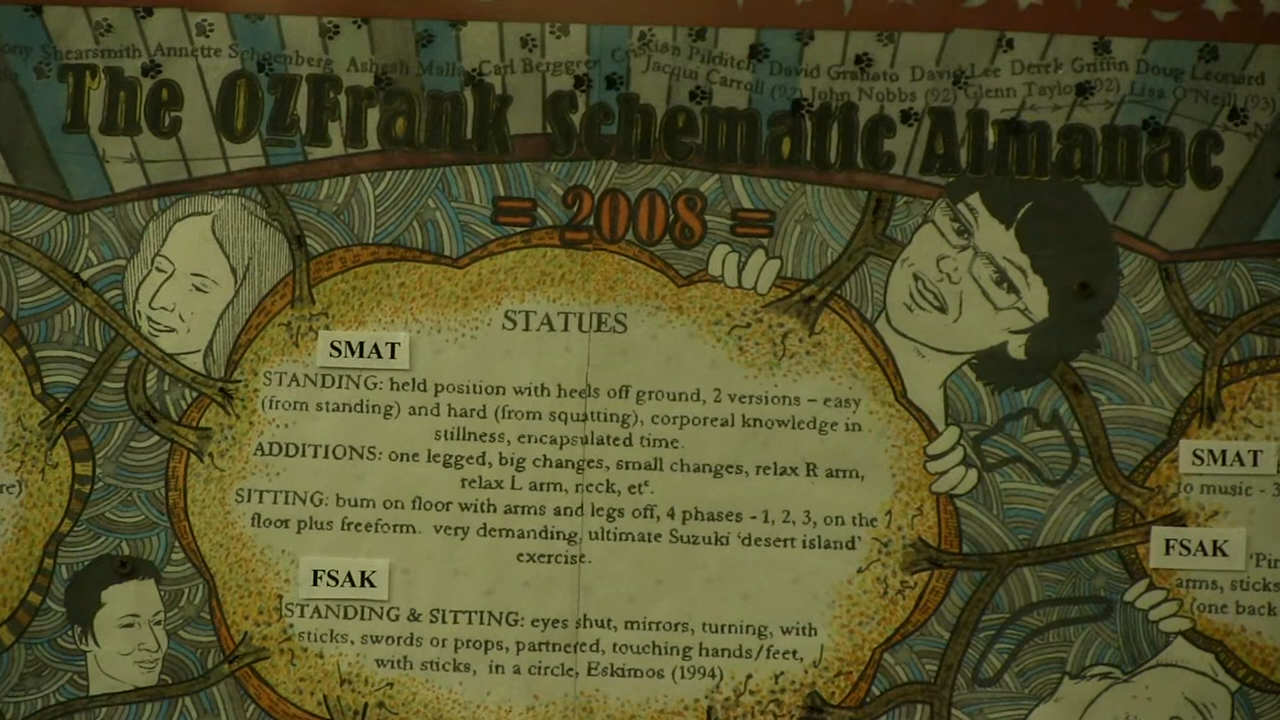 ony Shearsmith Annette Schoenberg Ashesh Malla Carl Berggren Cristian Pilditch David Granato David Lee Derek Griffin Doug Leonard
Jacqui Carroll (92) John Nobbs (92) Glenn Taylor (92) Lisa O'Neill (93)
The OzFrank Schematic Almanac
= 2008 =
STATUES
SMAT
STANDING: held position with heels off ground, 2 versions – easy
(from standing) and hard (from squatting), corporeal knowledge in
stillness, encapsulated time.
ADDITIONS: one legged, big changes, small changes, relax R arm,
relax L arm, neck, etc.
SITTING: bum on floor with arms and legs off, 4 phases - 1, 2, 3, on the
floor plus freeform. very demanding, ultimate Suzuki 'desert island'
exercise.
FSAK
STANDING & SITTING: eyes shut, mirrors, turning, with
sticks, swords or props, partnered, touching hands/feet,
with sticks, in a circle, Eskimos (1994)
re)
SMAT
to music - 3
FSAK
'Pin
arms, sticks
(one back